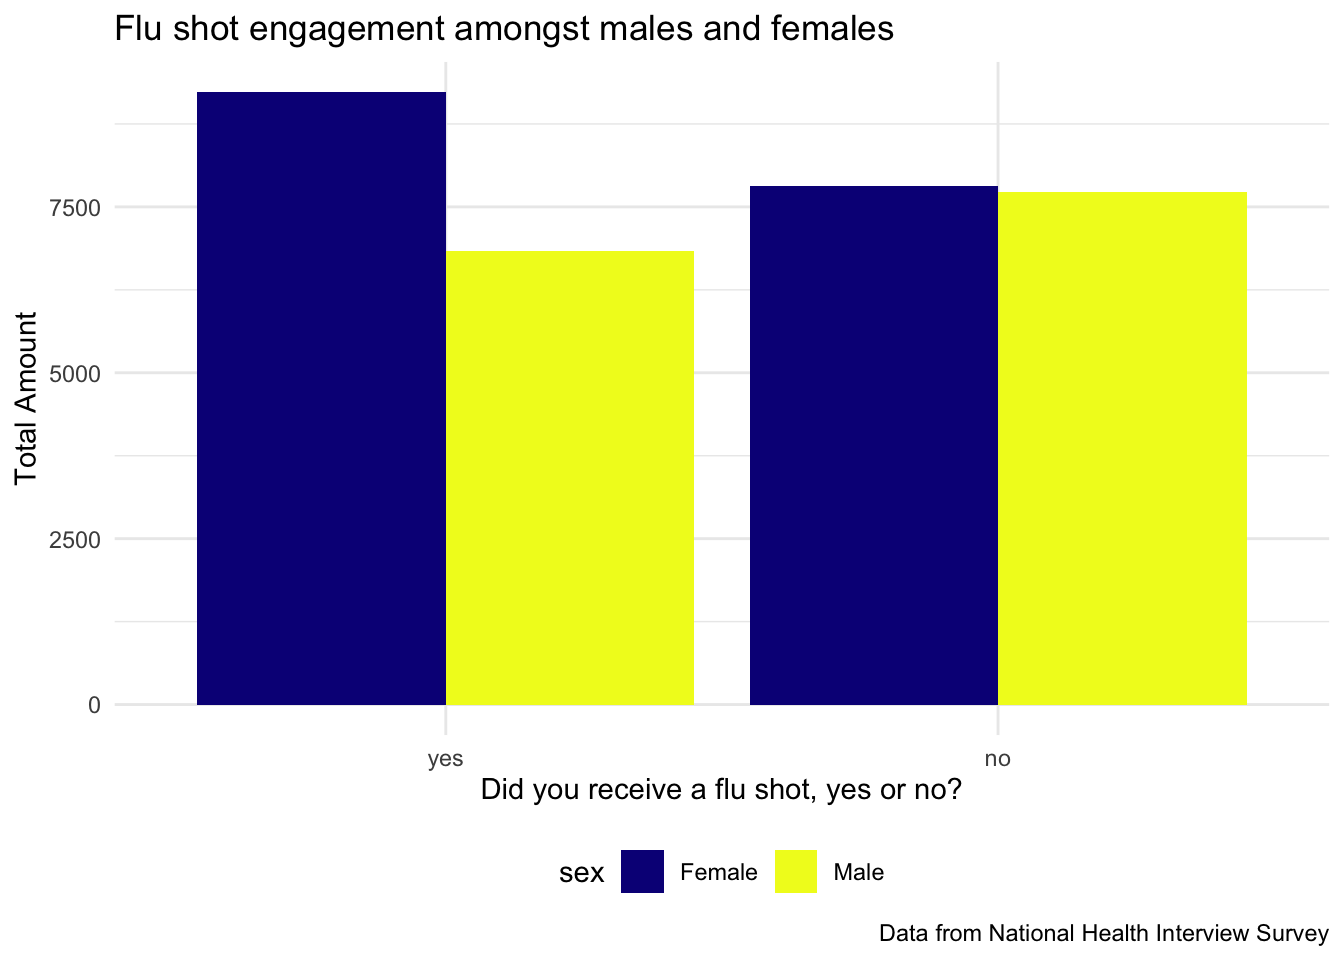 Flu shot engagement amongst males and females
Total Amount
7500
5000
2500
0
yes no
Did you receive a flu shot, yes or no?
sex Female Male
Data from National Health Interview Survey